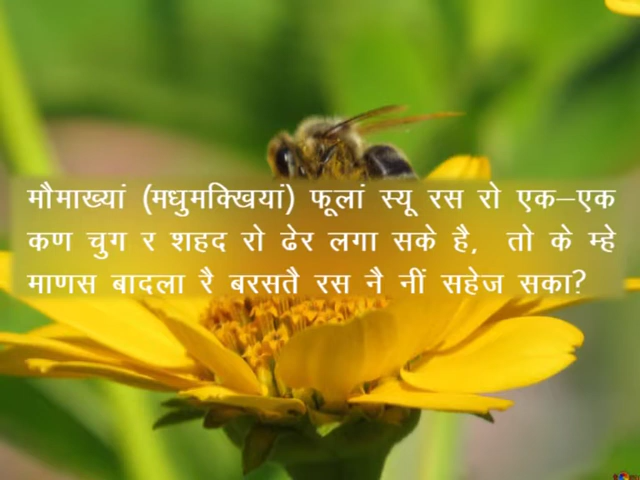 मौमाख्यां (मधुमक्खियां) फूलां स्यू रस रो एक–एक
कण चुग र शहद रो ढेर लगा सके है, तो के म्हे
माणस बादला रै बरसतै रस नै नीं सहेज सका?